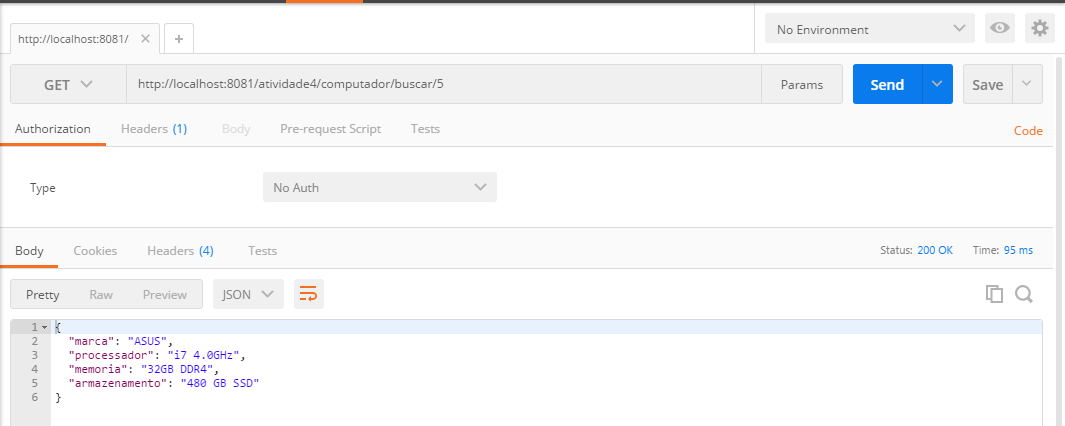 http://localhost:8081/
No Environment
GET http://localhost:8081/atividade4/computador/buscar/5 Params Send Save
Authorization Headers (1) Body Pre-request Script Tests Code
Type No Auth
Body Cookies Headers (4) Tests Status: 200 OK Time: 95 ms
Pretty Raw Preview JSON
1 {
2 "marca": "ASUS",
3 "processador": "i7 4.0GHz",
4 "memoria": "32GB DDR4",
5 "armazenamento": "480 GB SSD"
6 }